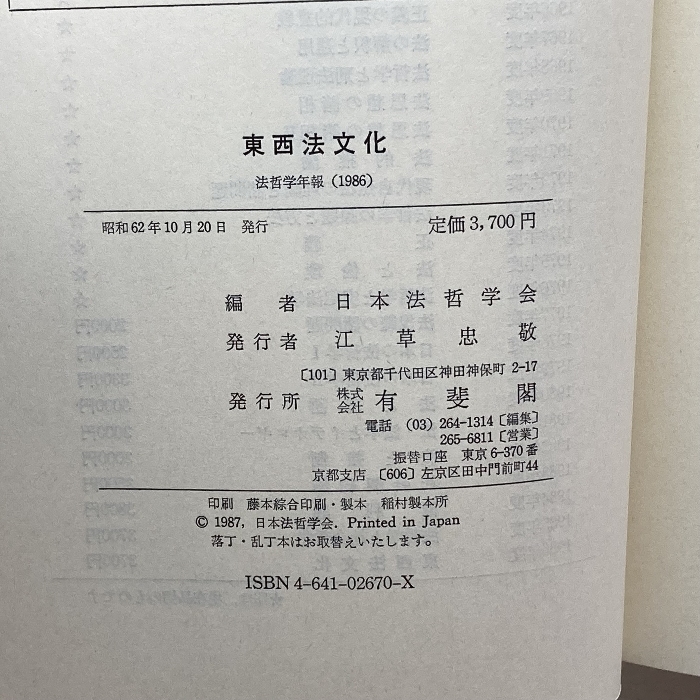 東西法文化
法哲学年報（1986）
昭和62年10月20日　発行　定価3,700円
編者　日本法哲学会
発行者　江草忠敬
〔101〕東京都千代田区神田神保町 2-17
発行所　株式会社　有斐閣
電話　（03）264-1314〔編集〕
265-6811〔営業〕
振替口座　東京6-370番
京都支店　〔606〕左京区田中門前町44
印刷　藤本綜合印刷・製本　稲村製本所
© 1987, 日本法哲学会. Printed in Japan
落丁・乱丁本はお取替えいたします。
ISBN 4-641-02670-X